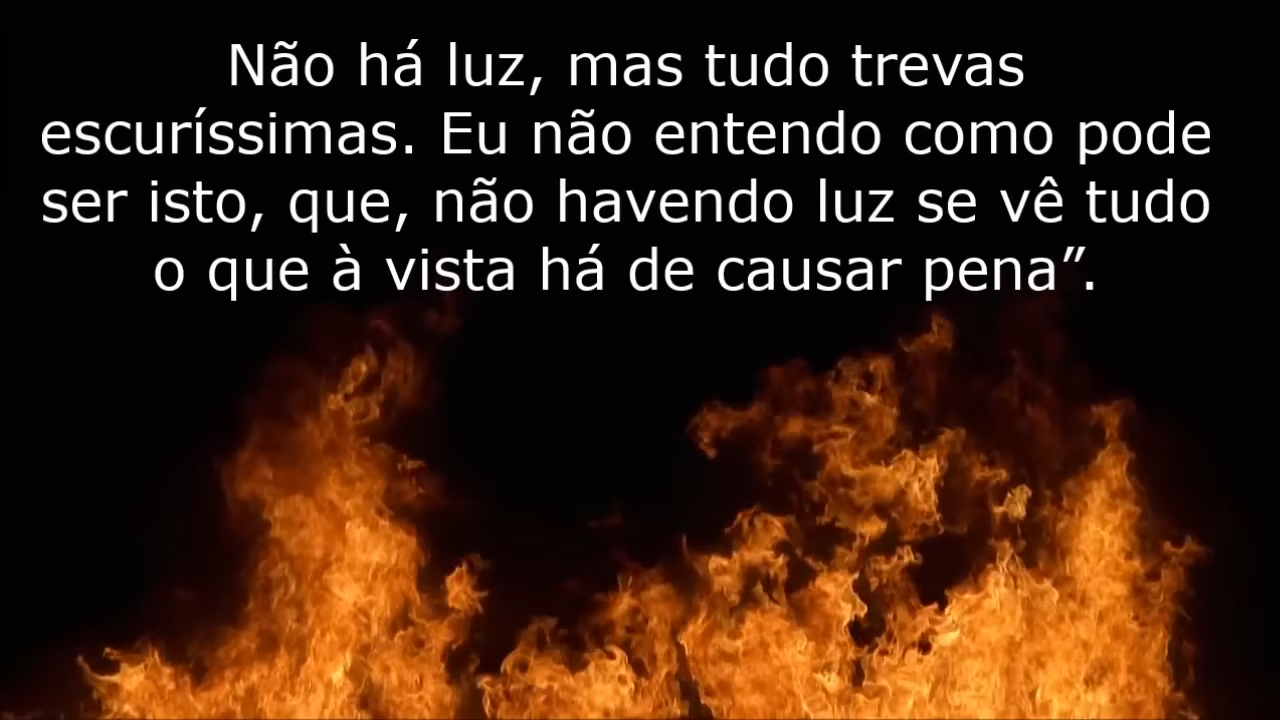 Não há luz, mas tudo trevas
escuríssimas. Eu não entendo como pode
ser isto, que, não havendo luz se vê tudo
o que à vista há de causar pena”.